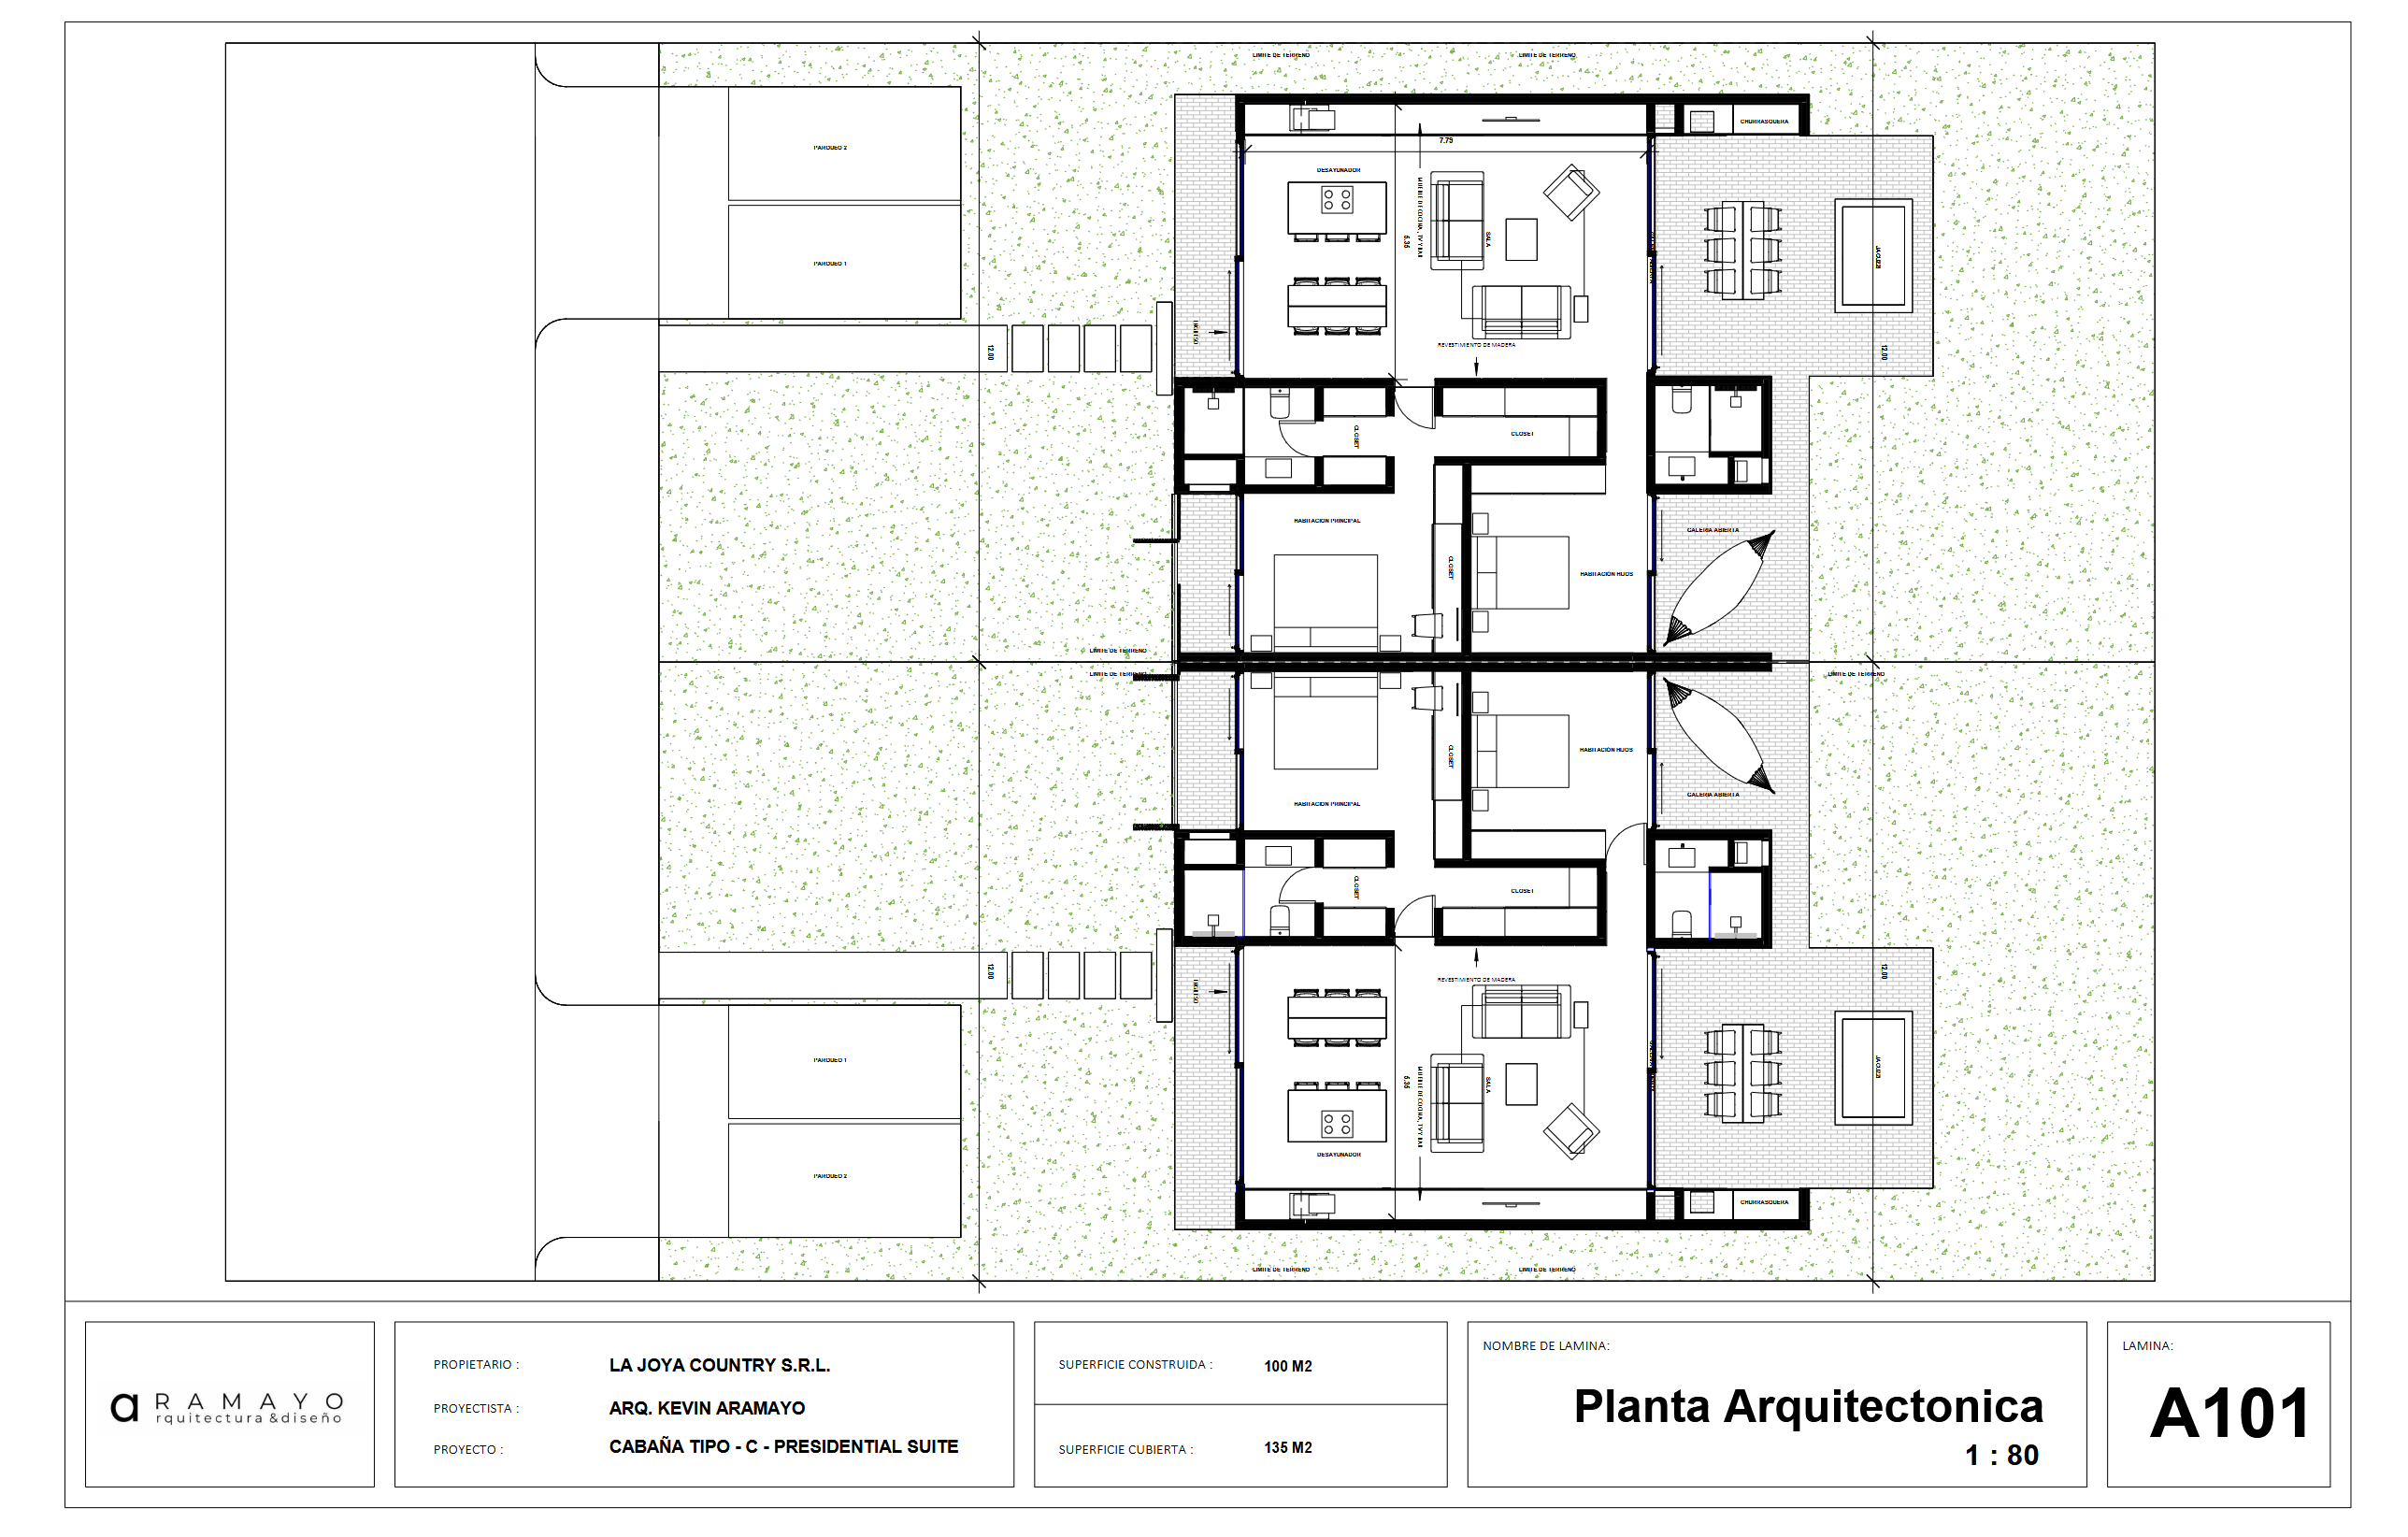 LIMITE DE TERRENO
LIMITE DE TERRENO
CHURRASQUERA
7.79
PARQUEO 2
DESAYUNADOR
MUEBLE DE COCINA, TV Y BAR
5.35
SALA
PARQUEO 1
JACUZZI
INGRESO
REVESTIMIENTO DE MADERA
12.00
12.00
CLOSET
CLOSET
HABITACION PRINCIPAL
GALERIA ABIERTA
CLOSET
HABITACION HIJOS
LIMITE DE TERRENO
LIMITE DE TERRENO
LIMITE DE TERRENO
CLOSET
HABITACION HIJOS
HABITACION PRINCIPAL
GALERIA ABIERTA
CLOSET
CLOSET
12.00
12.00
REVESTIMIENTO DE MADERA
INGRESO
PARQUEO 1
5.35
MUEBLE DE COCINA, TV Y BAR
SALA
JACUZZI
DESAYUNADOR
PARQUEO 2
CHURRASQUERA
LIMITE DE TERRENO
LIMITE DE TERRENO
aRAMAYO
rquitectura &diseño
PROPIETARIO : LA JOYA COUNTRY S.R.L.
PROYECTISTA : ARQ. KEVIN ARAMAYO
PROYECTO : CABAÑA TIPO - C - PRESIDENTIAL SUITE
SUPERFICIE CONSTRUIDA : 100 M2
SUPERFICIE CUBIERTA : 135 M2
NOMBRE DE LAMINA:
Planta Arquitectonica
1 : 80
LAMINA:
A101